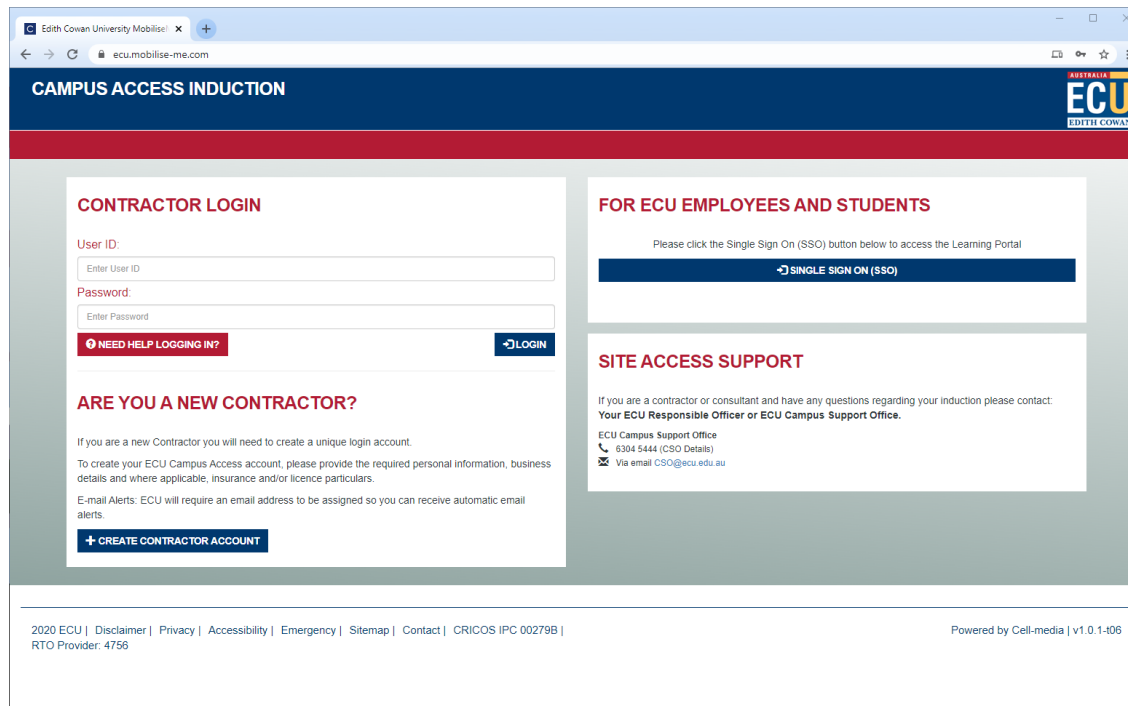 Edith Cowan University Mobilise
ecu.mobilise-me.com
CAMPUS ACCESS INDUCTION
AUSTRALIA
ECU
EDITH COWAN
CONTRACTOR LOGIN
User ID:
Enter User ID
Password:
Enter Password
NEED HELP LOGGING IN?
LOGIN
ARE YOU A NEW CONTRACTOR?
If you are a new Contractor you will need to create a unique login account.
To create your ECU Campus Access account, please provide the required personal information, business
details and where applicable, insurance and/or licence particulars.
E-mail Alerts: ECU will require an email address to be assigned so you can receive automatic email
alerts.
CREATE CONTRACTOR ACCOUNT
FOR ECU EMPLOYEES AND STUDENTS
Please click the Single Sign On (SSO) button below to access the Learning Portal
SINGLE SIGN ON (SSO)
SITE ACCESS SUPPORT
If you are a contractor or consultant and have any questions regarding your induction please contact:
Your ECU Responsible Officer or ECU Campus Support Office.
ECU Campus Support Office
6304 5444 (CSO Details)
Via email CSO@ecu.edu.au
2020 ECU | Disclaimer | Privacy | Accessibility | Emergency | Sitemap | Contact | CRICOS IPC 00279B |
RTO Provider: 4756
Powered by Cell-media | v1.0.1-t06